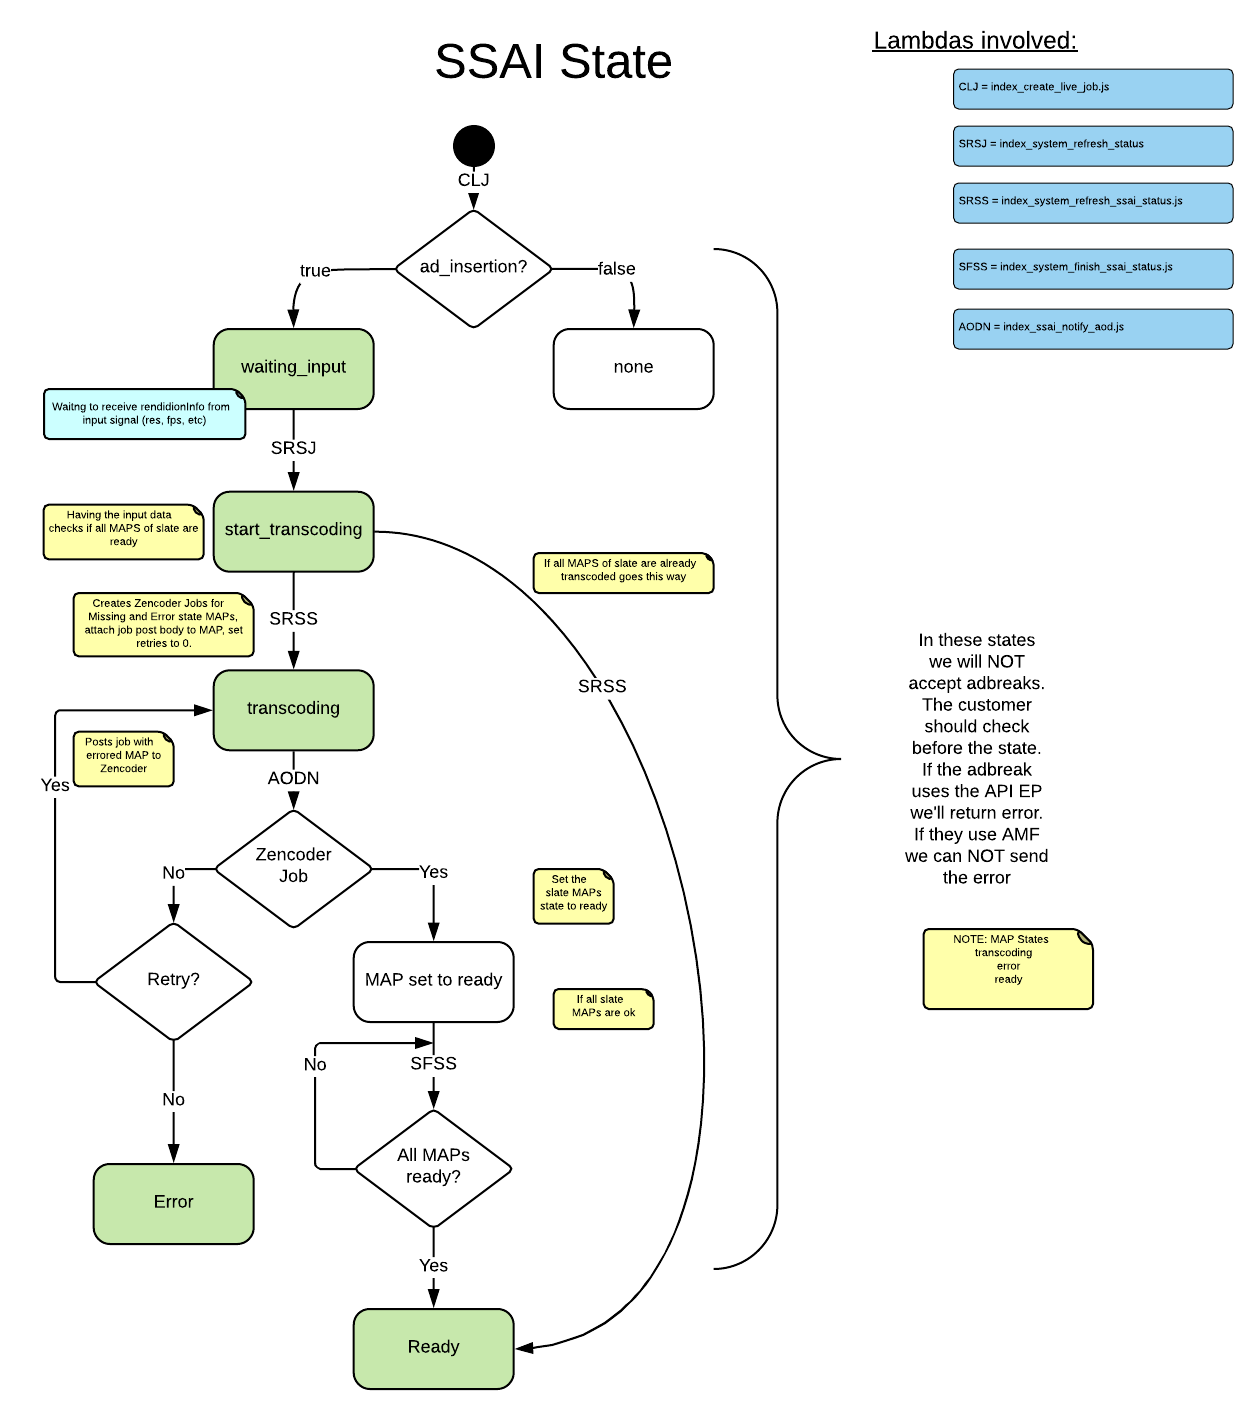 SSAI State
Lambdas involved:
CLJ = index_create_live_job.js
SRSJ = index_system_refresh_status
SRSS = index_system_refresh_ssai_status.js
SFSS = index_system_finish_ssai_status.js
AODN = index_ssai_notify_aod.js
CLJ
ad_insertion?
true
false
waiting_input
none
Waitng to receive rendidionInfo from
input signal (res, fps, etc)
SRSJ
Having the input data
checks if all MAPS of slate are
ready
start_transcoding
If all MAPS of slate are already
transcoded goes this way
Creates Zencoder Jobs for
Missing and Error state MAPs,
attach job post body to MAP, set
retries to 0.
SRSS
SRSS
transcoding
Posts job with
errored MAP to
Zencoder
Yes
AODN
Zencoder
Job
No
Yes
Set the
slate MAPs
state to ready
Retry?
MAP set to ready
If all slate
MAPs are ok
No
SFSS
No
All MAPs
ready?
Error
Yes
Ready
In these states
we will NOT
accept adbreaks.
The customer
should check
before the state.
If the adbreak
uses the API EP
we'll return error.
If they use AMF
we can NOT send
the error
NOTE: MAP States
transcoding
error
ready